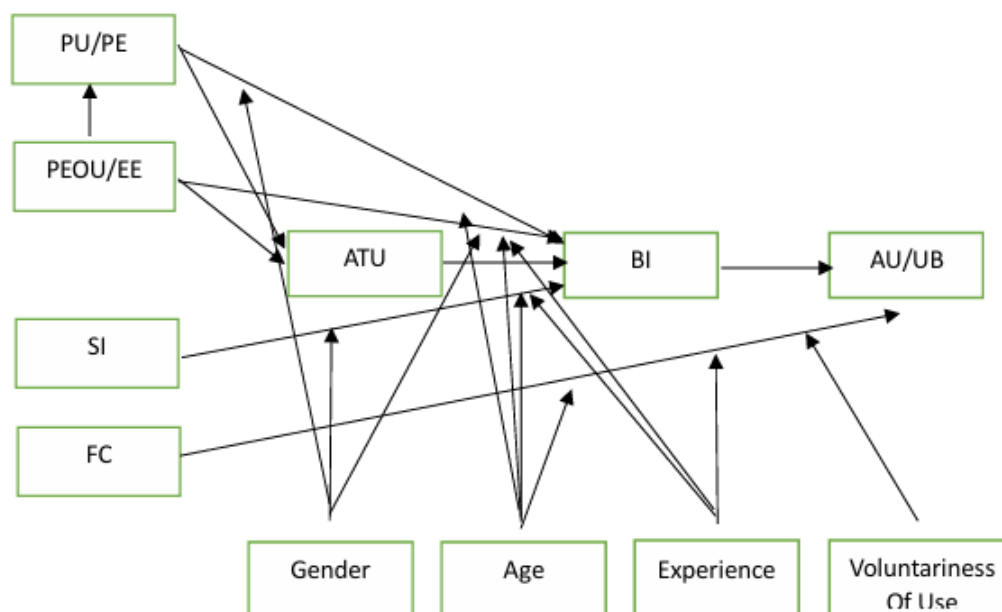 PU/PE
PEOU/EE
ATU
BI
AU/UB
SI
FC
Gender
Age
Experience
Voluntariness
Of Use